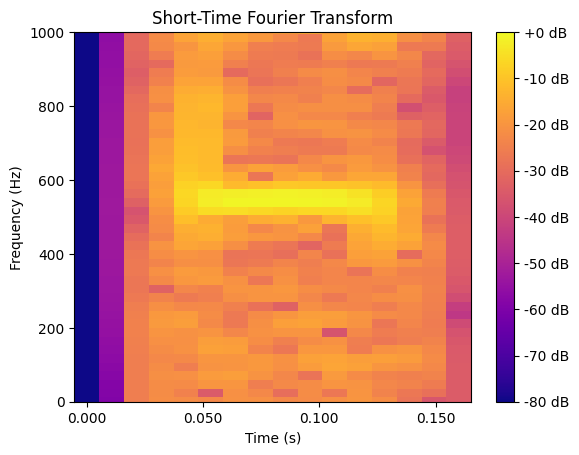 Short-Time Fourier Transform
Frequency (Hz)
1000
800
600
400
200
0
0.000
0.050
0.100
0.150
Time (s)
+0 dB
-10 dB
-20 dB
-30 dB
-40 dB
-50 dB
-60 dB
-70 dB
-80 dB